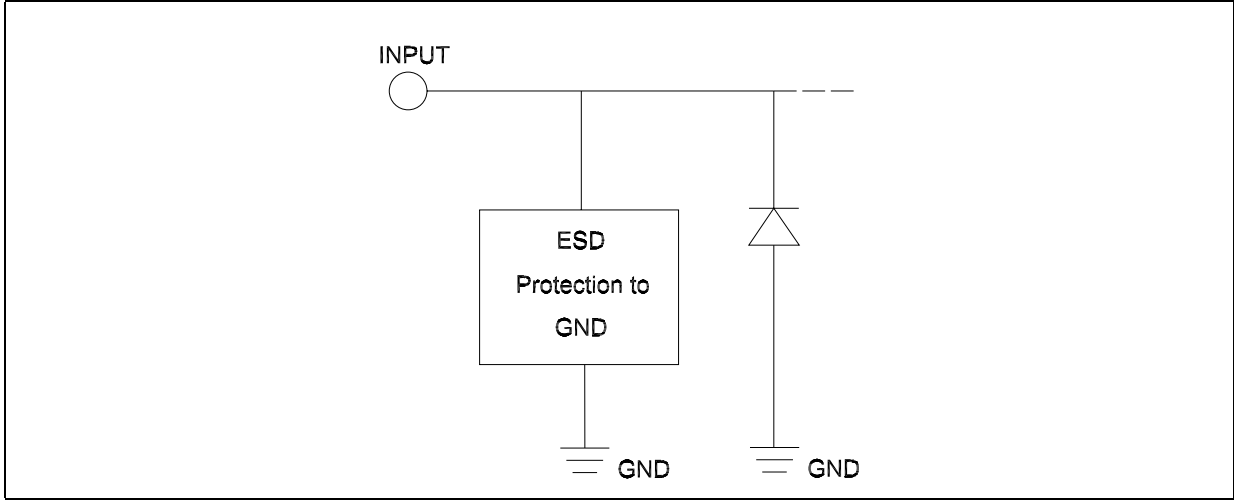 INPUT
ESD
Protection to
GND
GND
GND